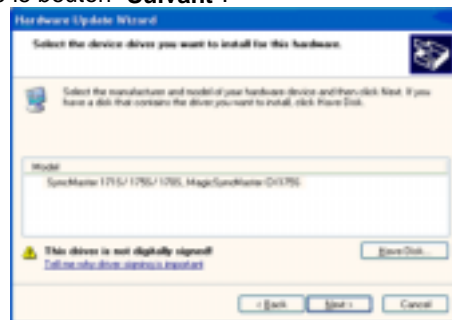 le bouton "Suivant".
Hardware Update Wizard
Select the device driver you want to install for this hardware.
Select the manufacturer and model of your hardware device and then click Next. If you
have a disk that contains the driver you want to install, click Have Disk.
Model
SyncMaster 171S/ 175S/ 170S, MagicSyncMaster
This driver is not digitally signed!
Tell me why driver signing is important
Have Disk...
< Back
Next >
Cancel